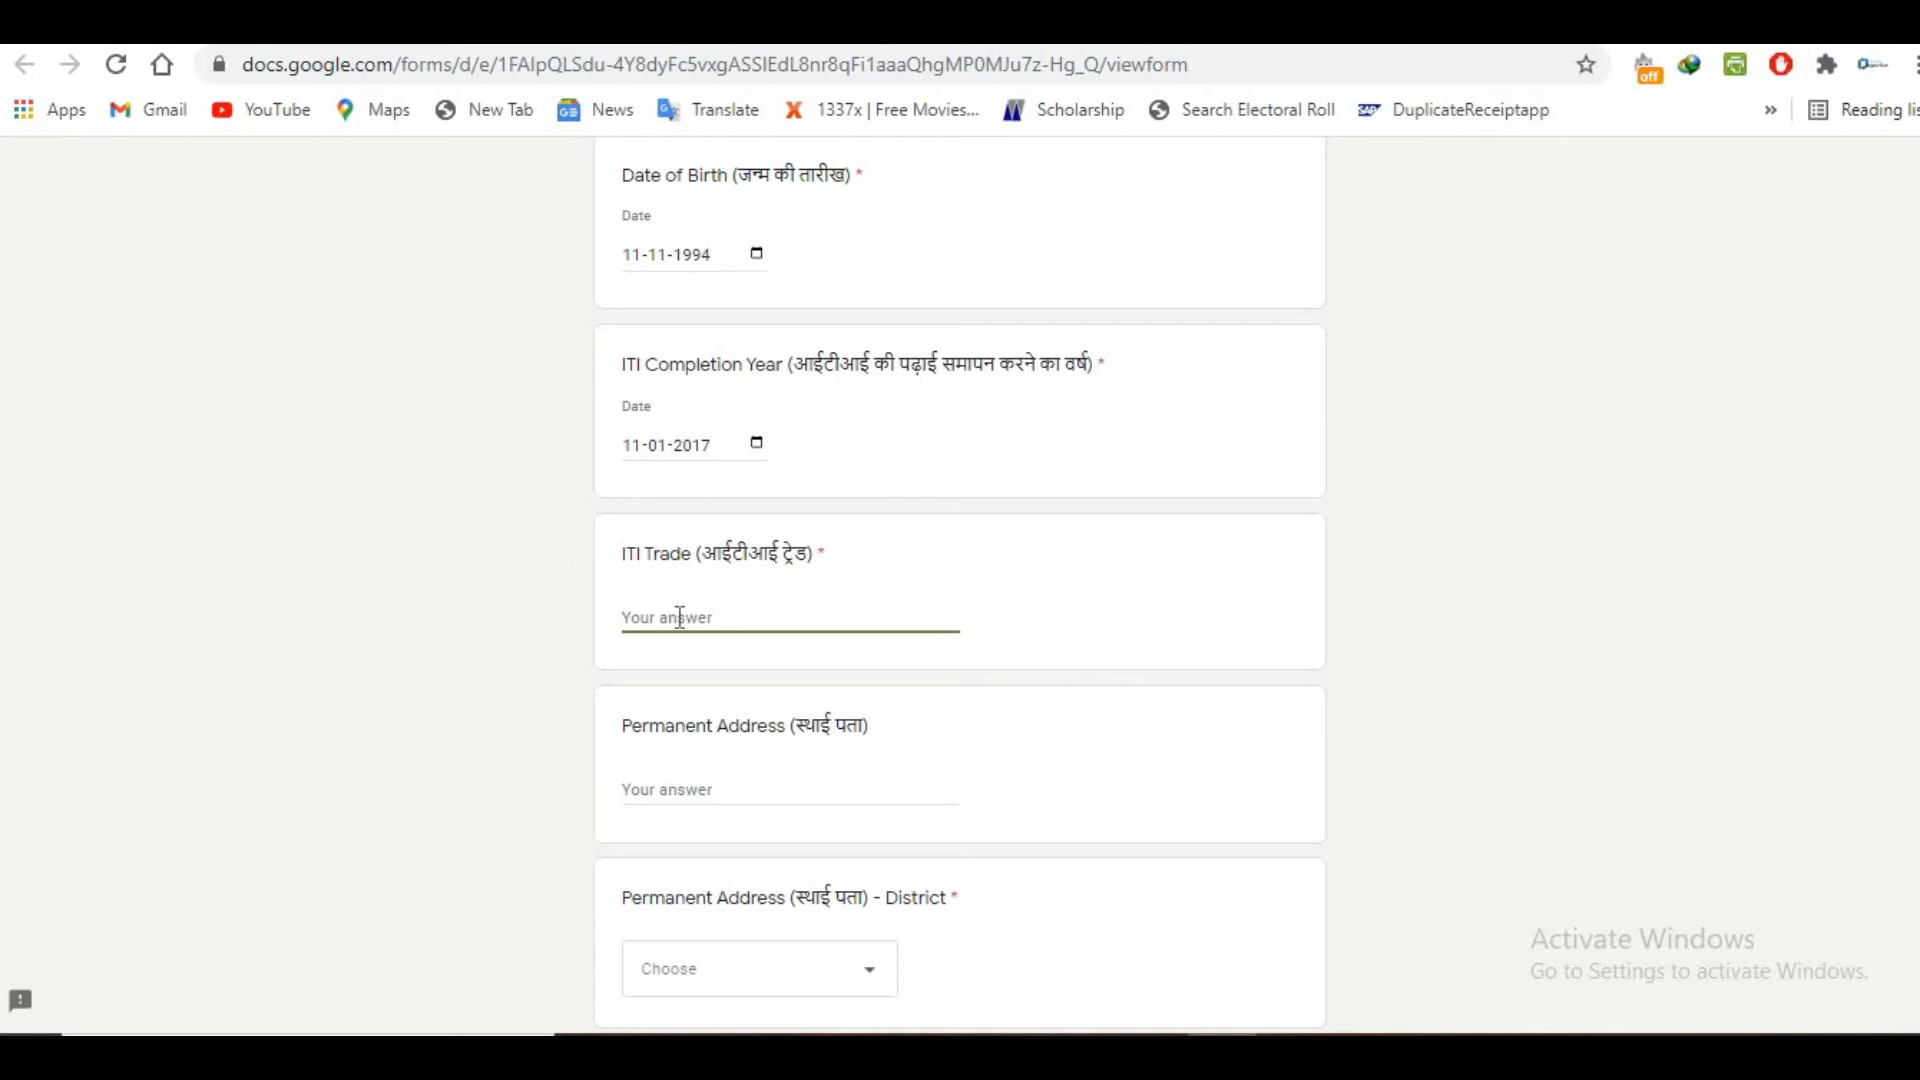 docs.google.com/forms/d/e/1FAIpQLSdu-4Y8dyFc5vxgASSIEdL8nr8qFi1aaaQhgMP0MJu7z-Hg_Q/viewform
off
Apps Gmail YouTube Maps New Tab News Translate 1337x | Free Movies... Scholarship Search Electoral Roll DuplicateReceiptapp » Reading lis
Date of Birth (जन्म की तारीख) *
Date
11-11-1994
ITI Completion Year (आईटीआई की पढ़ाई समापन करने का वर्ष) *
Date
11-01-2017
ITI Trade (आईटीआई ट्रेड) *
Your answer
Permanent Address (स्थाई पता)
Your answer
Permanent Address (स्थाई पता) - District *
Choose
Activate Windows
Go to Settings to activate Windows.